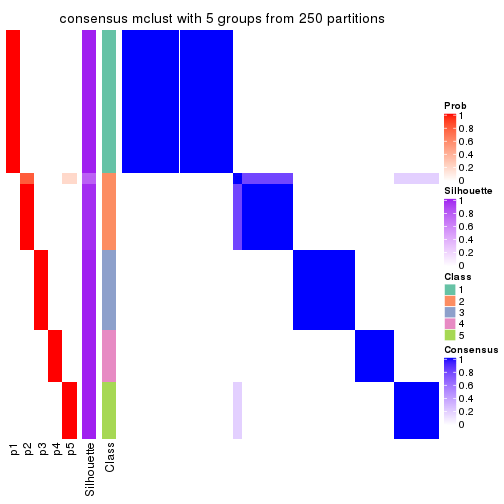 consensus mclust with 5 groups from 250 partitions
Prob
1
0.8
0.6
0.4
0.2
0
Silhouette
1
0.8
0.6
0.4
0.2
0
Class
1
2
3
4
5
Consensus
1
0.8
0.6
0.4
0.2
0
p1
p2
p3
p4
p5
Silhouette
Class